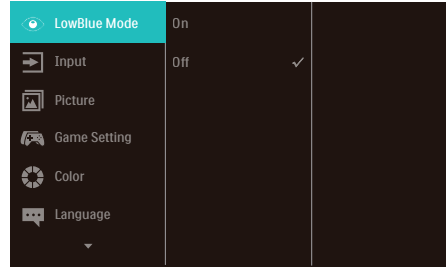 LowBlue Mode
On
Input
Off
Picture
Game Setting
Color
Language